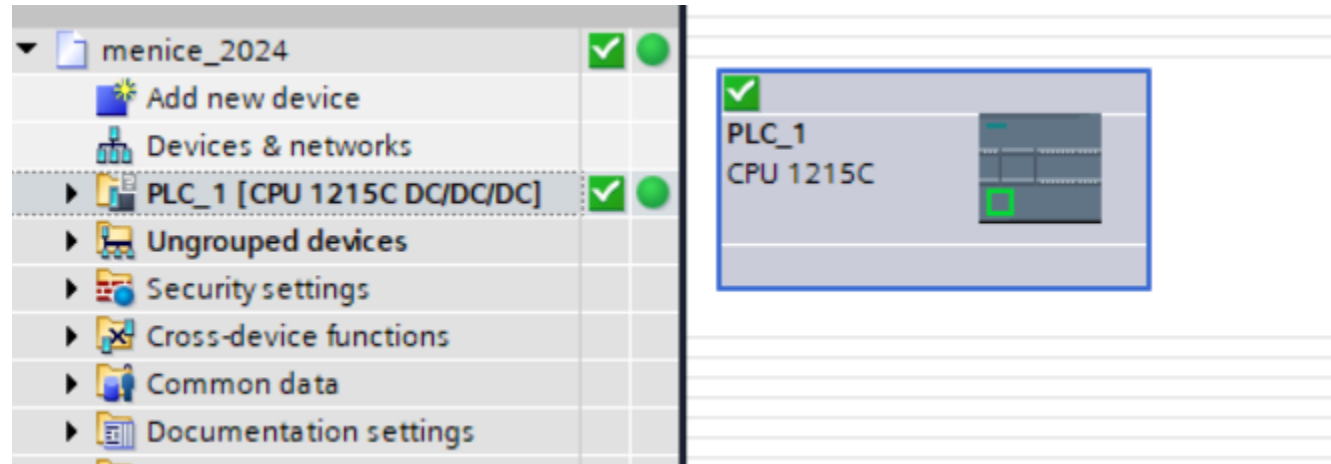 menice_2024
Add new device
Devices & networks
PLC_1 [CPU 1215C DC/DC/DC]
Ungrouped devices
Security settings
Cross-device functions
Common data
Documentation settings
PLC_1
CPU 1215C